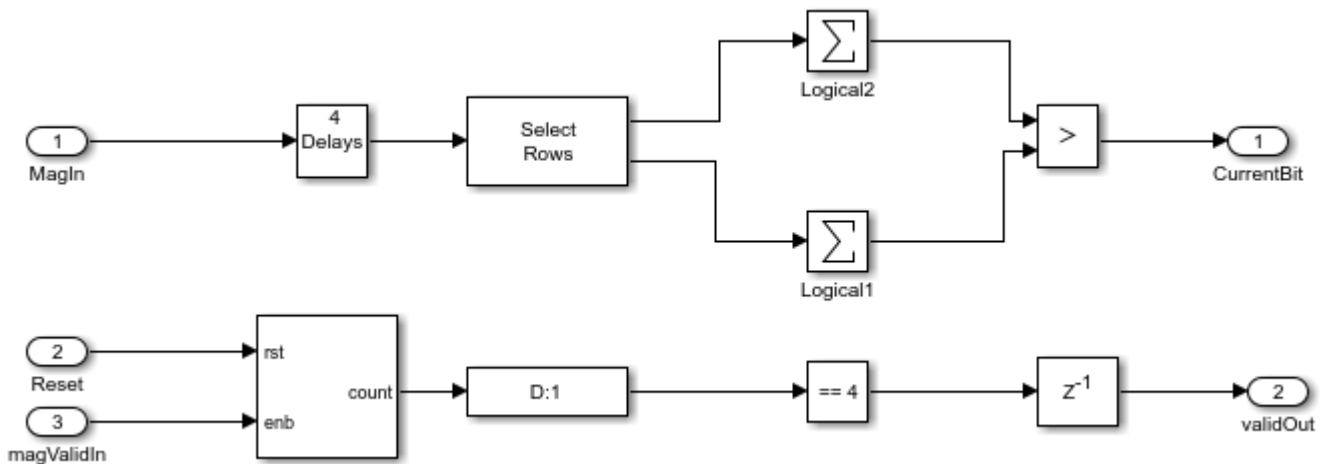 1
MagIn
4
Delays
Select
Rows
∑
Logical2
∑
Logical1
>
1
CurrentBit
2
Reset
3
magValidIn
rst
enb
count
D:1
== 4
Z-1
2
validOut